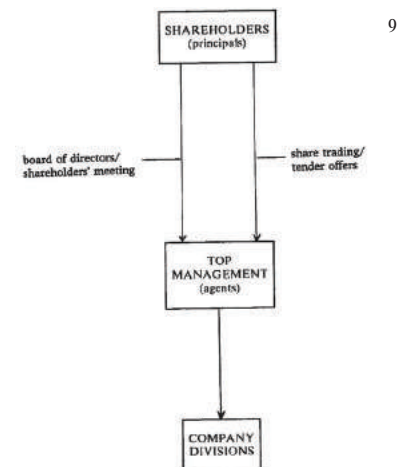 9
SHAREHOLDERS
(principals)
board of directors/
shareholders' meeting
share trading/
tender offers
TOP
MANAGEMENT
(agents)
COMPANY
DIVISIONS